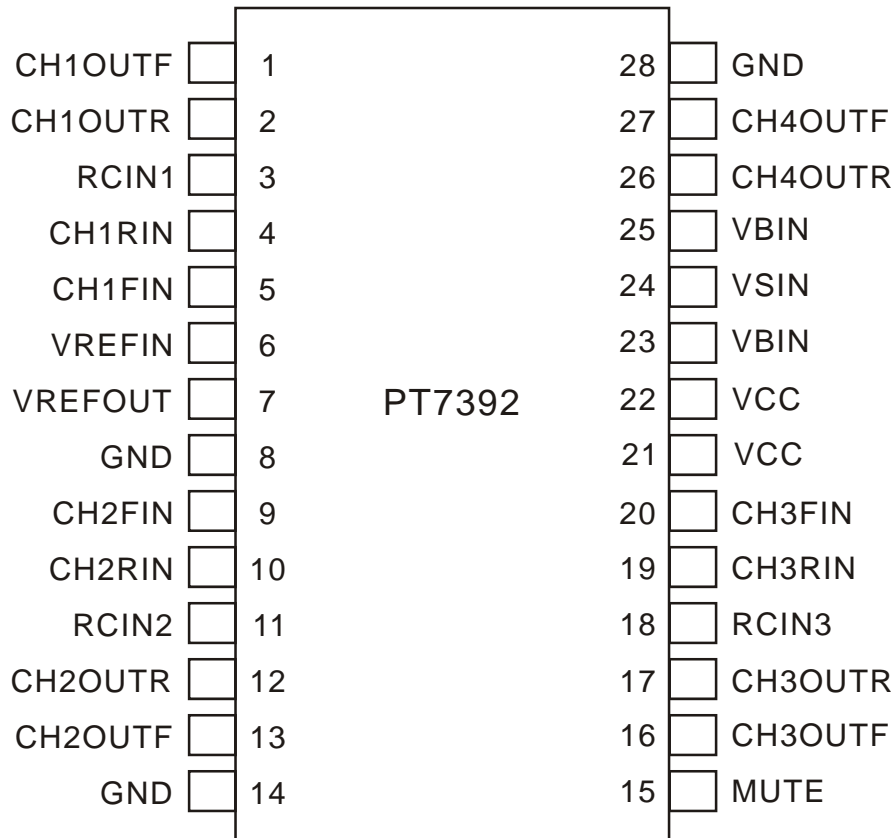 CH1OUTF 1 28 GND
CH1OUTR 2 27 CH4OUTF
RCIN1 3 26 CH4OUTR
CH1RIN 4 25 VBIN
CH1FIN 5 24 VSIN
VREFIN 6 23 VBIN
VREFOUT 7 PT7392 22 VCC
GND 8 21 VCC
CH2FIN 9 20 CH3FIN
CH2RIN 10 19 CH3RIN
RCIN2 11 18 RCIN3
CH2OUTR 12 17 CH3OUTR
CH2OUTF 13 16 CH3OUTF
GND 14 15 MUTE